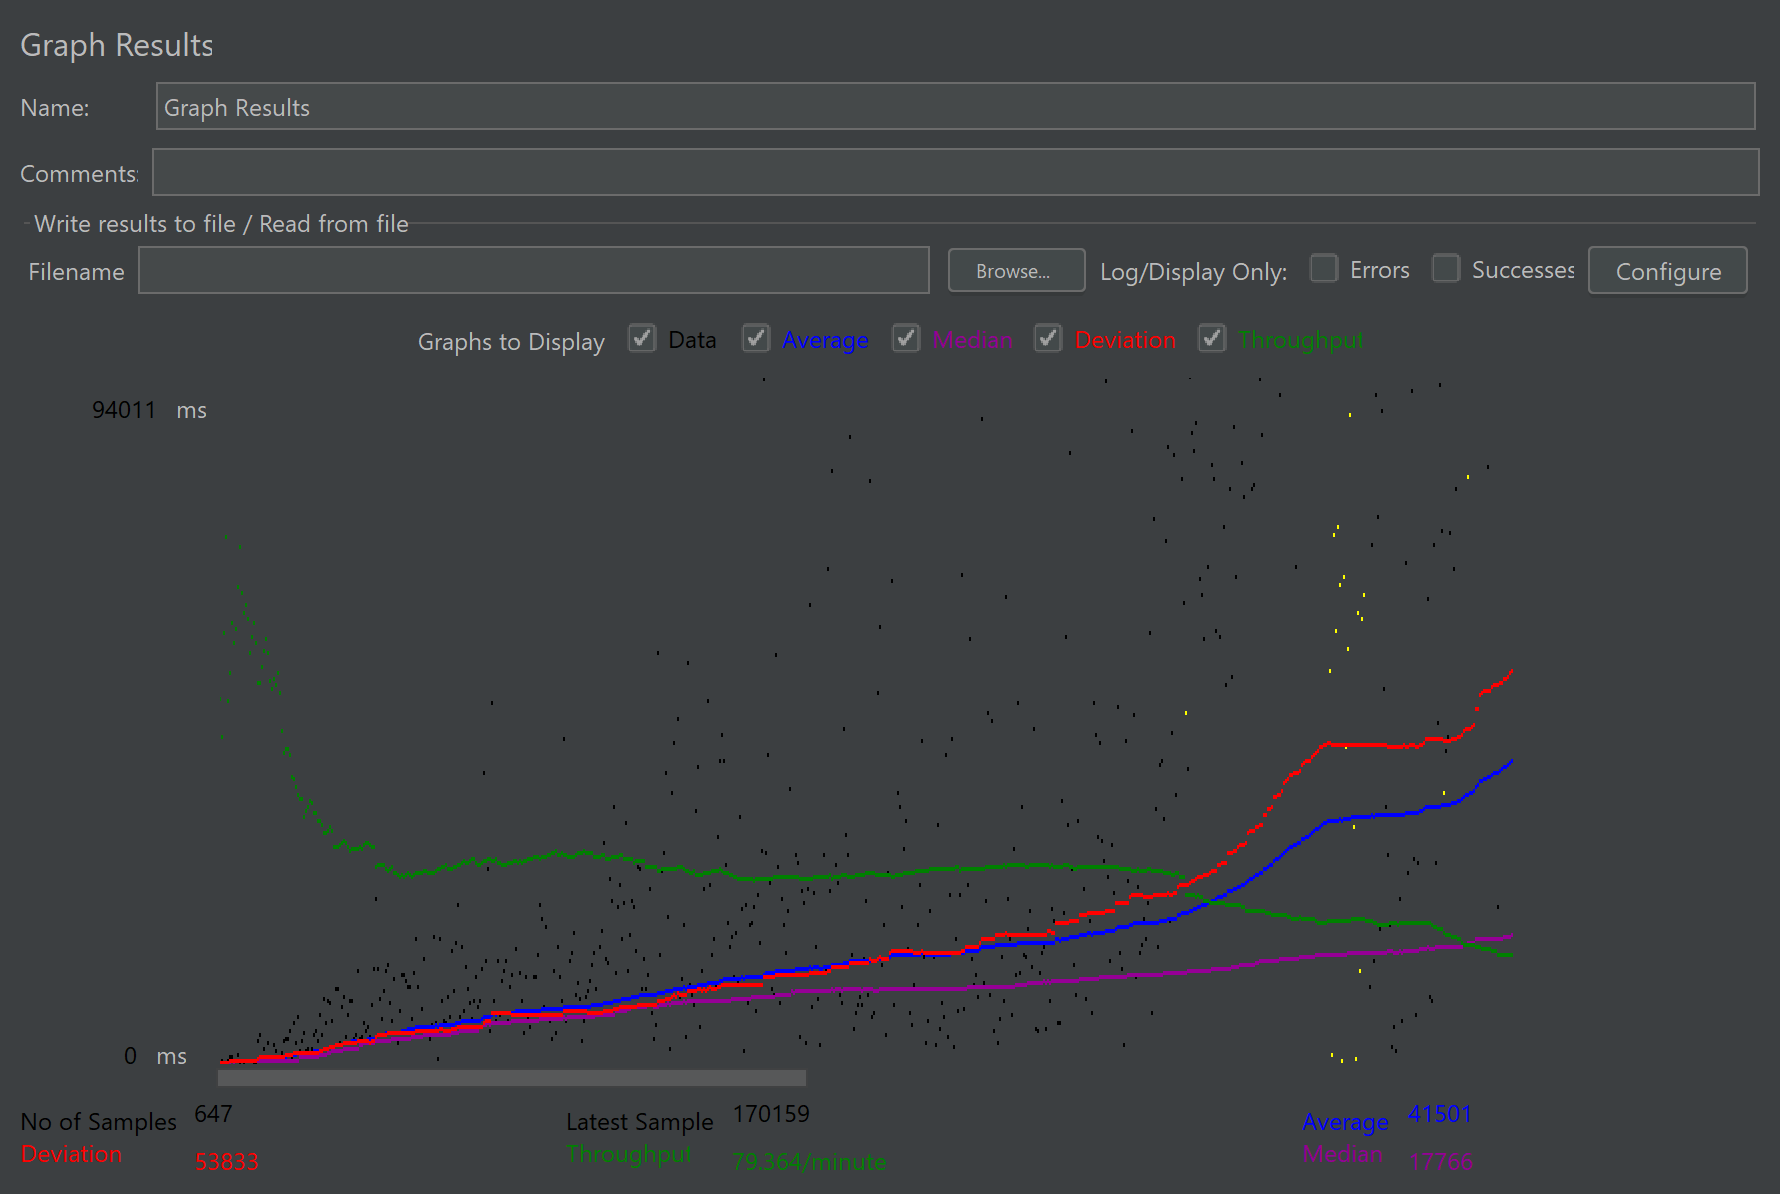 Graph Results
Name: Graph Results
Comments:
Write results to file / Read from file
Filename Browse... Log/Display Only: Errors Successes Configure
Graphs to Display Data Average Median Deviation Throughput
94011 ms
0 ms
No of Samples 647 Latest Sample 170159 Average 41501
Deviation 53833 Throughput 79.364/minute Median 17766